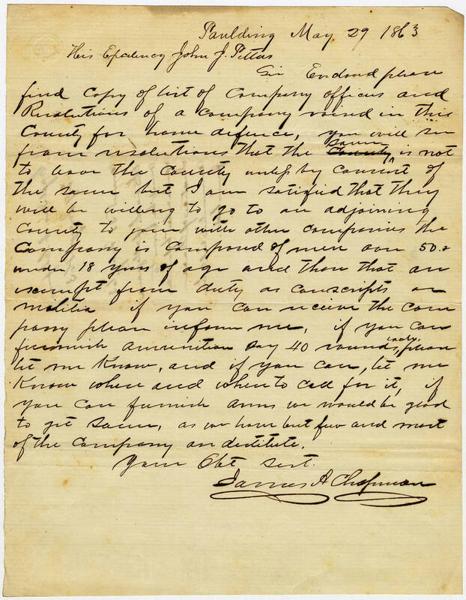 Paulding May 29 1863
His Exelency John J. Pettus
Sir Enclosed please
find Copy of list of Company officers and
Resolutions of a company raised in this
County for home defence, you will see
from resolutions that the County Same is not
to leave the County unless by consent of
the same but I am satisfied that they
will be willing to go to an adjoining
County to join with other companies the
Company is Composed of men over 50 &
under 18 years of age and those that are
exempt from duty as conscripts or
militia if you can receive the com
pany please inform me, if you can
furnish ammunition say 40 rounds each, please
let me Know, and if you can, let me
Know where and when to call for it, if
you can furnish arms we would be glad
to get Same, as we have but few and most
of the Company are destitute.
Your Obt Servt.
James A Chapman